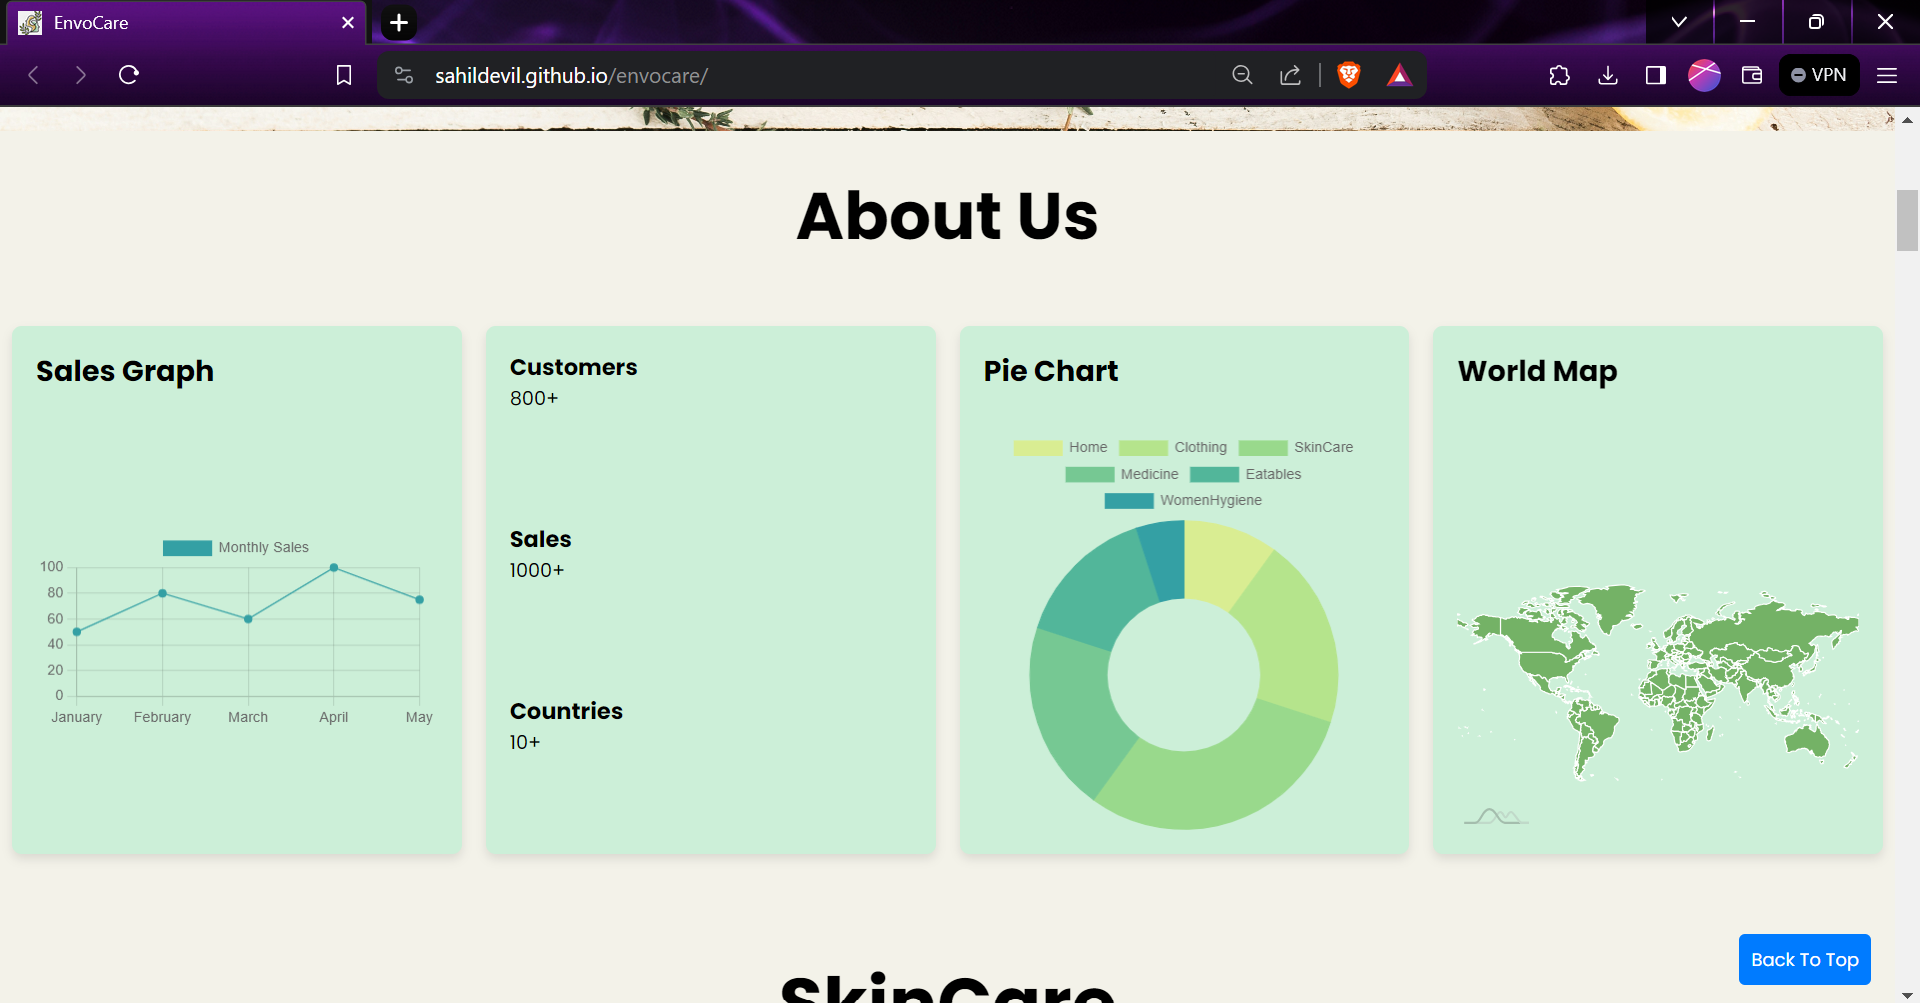 EnvoCare
sahildevil.github.io/envocare/
VPN
About Us
Sales Graph
Monthly Sales
100
80
60
40
20
0
January February March April May
Customers
800+
Sales
1000+
Countries
10+
Pie Chart
Home Clothing SkinCare
Medicine Eatables
WomenHygiene
World Map
Back To Top
SkinCare